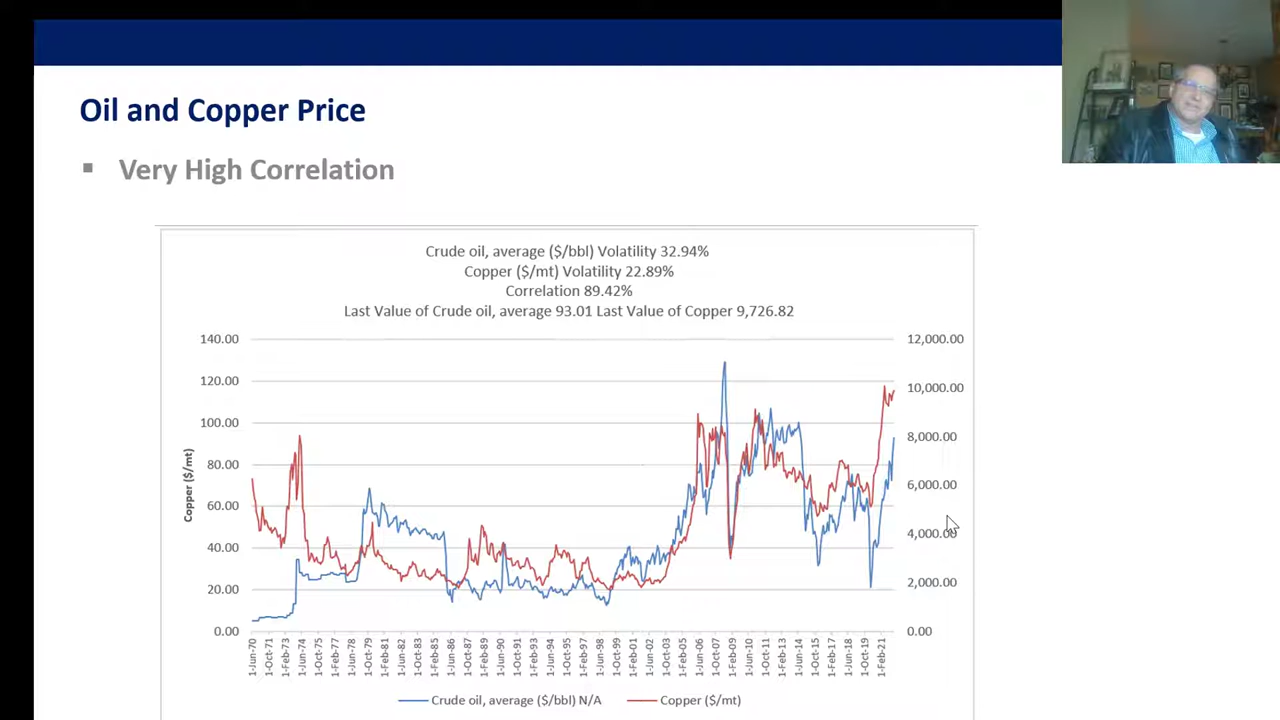 Oil and Copper Price
▪ Very High Correlation
Crude oil, average ($/bbl) Volatility 32.94%
Copper ($/mt) Volatility 22.89%
Correlation 89.42%
Last Value of Crude oil, average 93.01 Last Value of Copper 9,726.82
140.00
120.00
100.00
80.00
60.00
40.00
20.00
0.00
Copper ($/mt)
12,000.00
10,000.00
8,000.00
6,000.00
4,000.00
2,000.00
0.00
1-Jun-70
1-Oct-71
1-Feb-73
1-Jun-74
1-Oct-75
1-Feb-77
1-Jun-78
1-Oct-79
1-Feb-81
1-Jun-82
1-Oct-83
1-Feb-85
1-Jun-86
1-Oct-87
1-Feb-89
1-Jun-90
1-Oct-91
1-Feb-93
1-Jun-94
1-Oct-95
1-Feb-97
1-Jun-98
1-Oct-99
1-Feb-01
1-Jun-02
1-Oct-03
1-Feb-05
1-Jun-06
1-Oct-07
1-Feb-09
1-Jun-10
1-Oct-11
1-Feb-13
1-Jun-14
1-Oct-15
1-Feb-17
1-Jun-18
1-Oct-19
1-Feb-21
Crude oil, average ($/bbl) N/A
Copper ($/mt)